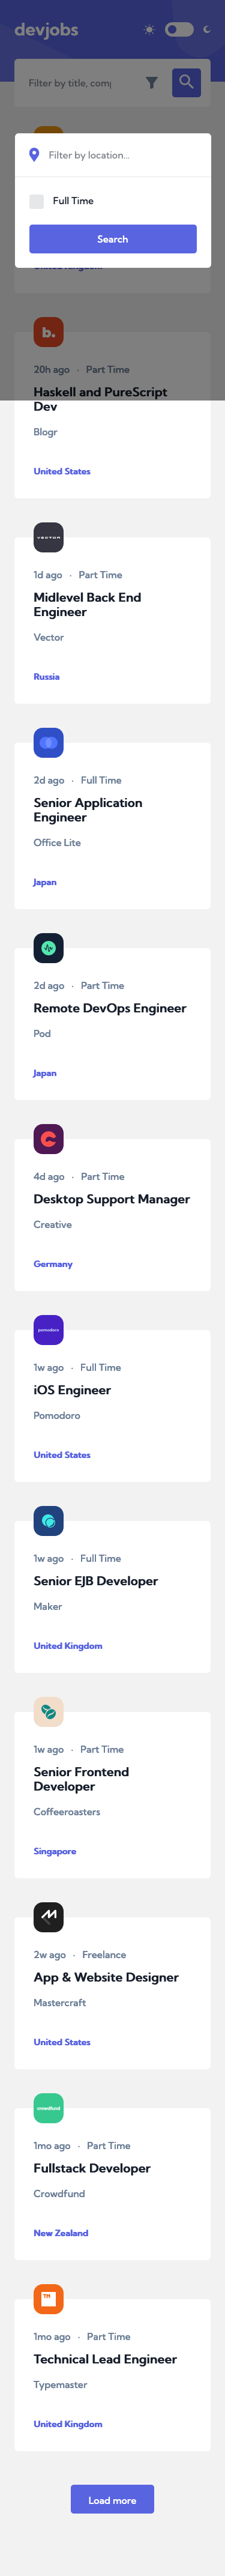 devjobs
Filter by title, comp
Filter by location...
Full Time
Search
United Kingdom
b.
20h ago · Part Time
Haskell and PureScript
Dev
Blogr
United States
VECTOR
1d ago · Part Time
Midlevel Back End
Engineer
Vector
Russia
2d ago · Full Time
Senior Application
Engineer
Office Lite
Japan
2d ago · Part Time
Remote DevOps Engineer
Pod
Japan
4d ago · Part Time
Desktop Support Manager
Creative
Germany
pomodoro
1w ago · Full Time
iOS Engineer
Pomodoro
United States
1w ago · Full Time
Senior EJB Developer
Maker
United Kingdom
1w ago · Part Time
Senior Frontend
Developer
Coffeeroasters
Singapore
2w ago · Freelance
App & Website Designer
Mastercraft
United States
crowdfund
1mo ago · Part Time
Fullstack Developer
Crowdfund
New Zealand
TM
1mo ago · Part Time
Technical Lead Engineer
Typemaster
United Kingdom
Load more